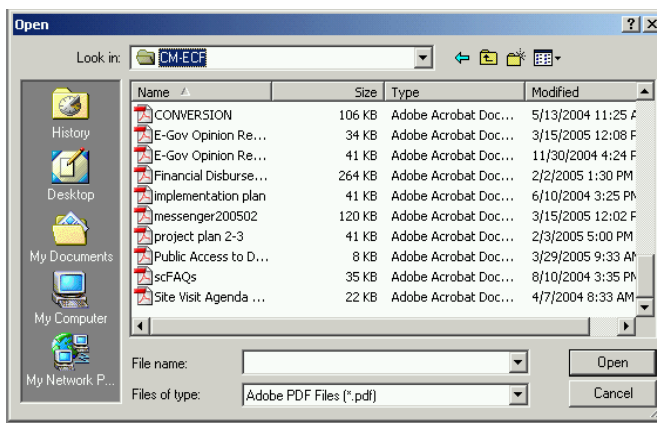 Open
Look in: CM-ECF
Name Size Type Modified
CONVERSION 106 KB Adobe Acrobat Doc... 5/13/2004 11:25 A
E-Gov Opinion Re... 34 KB Adobe Acrobat Doc... 3/15/2005 12:08 P
E-Gov Opinion Re... 41 KB Adobe Acrobat Doc... 11/30/2004 4:24 P
Financial Disburse... 264 KB Adobe Acrobat Doc... 2/2/2005 1:30 PM
implementation plan 41 KB Adobe Acrobat Doc... 6/10/2004 3:25 PM
messenger200502 120 KB Adobe Acrobat Doc... 3/15/2005 12:02 P
project plan 2-3 41 KB Adobe Acrobat Doc... 2/3/2005 5:00 PM
Public Access to D... 8 KB Adobe Acrobat Doc... 3/29/2005 9:33 AM
scFAQs 35 KB Adobe Acrobat Doc... 8/10/2004 3:35 PM
Site Visit Agenda ... 22 KB Adobe Acrobat Doc... 4/7/2004 8:33 AM
History
Desktop
My Documents
My Computer
My Network P...
File name: Open
Files of type: Adobe PDF Files (*.pdf) Cancel